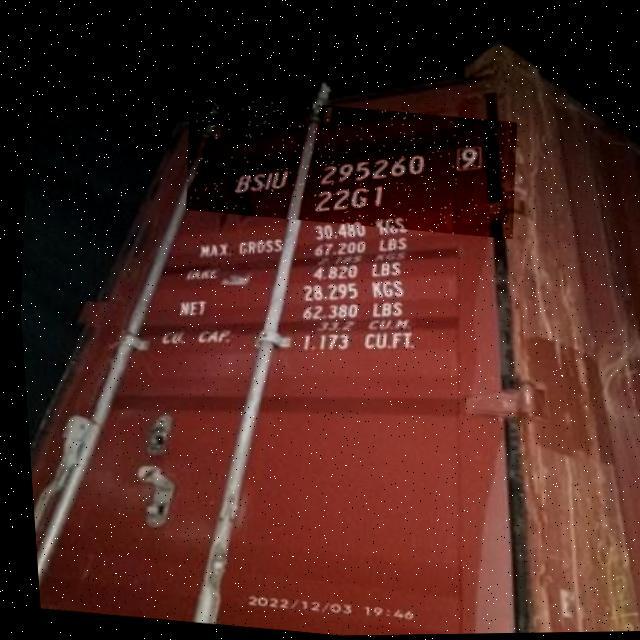 BSIU 295260 9
22G1
MAX. GROSS 30.480 KGS
67.200 LBS
TARE
4.820 LBS
NET 28.295 KGS
62.380 LBS
CU. CAP. 33.2 CU.M.
1.173 CU.FT.
2022/12/03 19:46